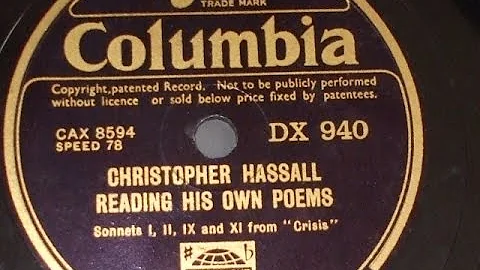 TRADE MARK
Columbia
Copyright, patented Record. Not to be publicly performed
without licence or sold below price fixed by patentees.
CAX 8594 DX 940
SPEED 78
CHRISTOPHER HASSALL
READING HIS OWN POEMS
Sonnets I, II, IX and XI from "Crisis"